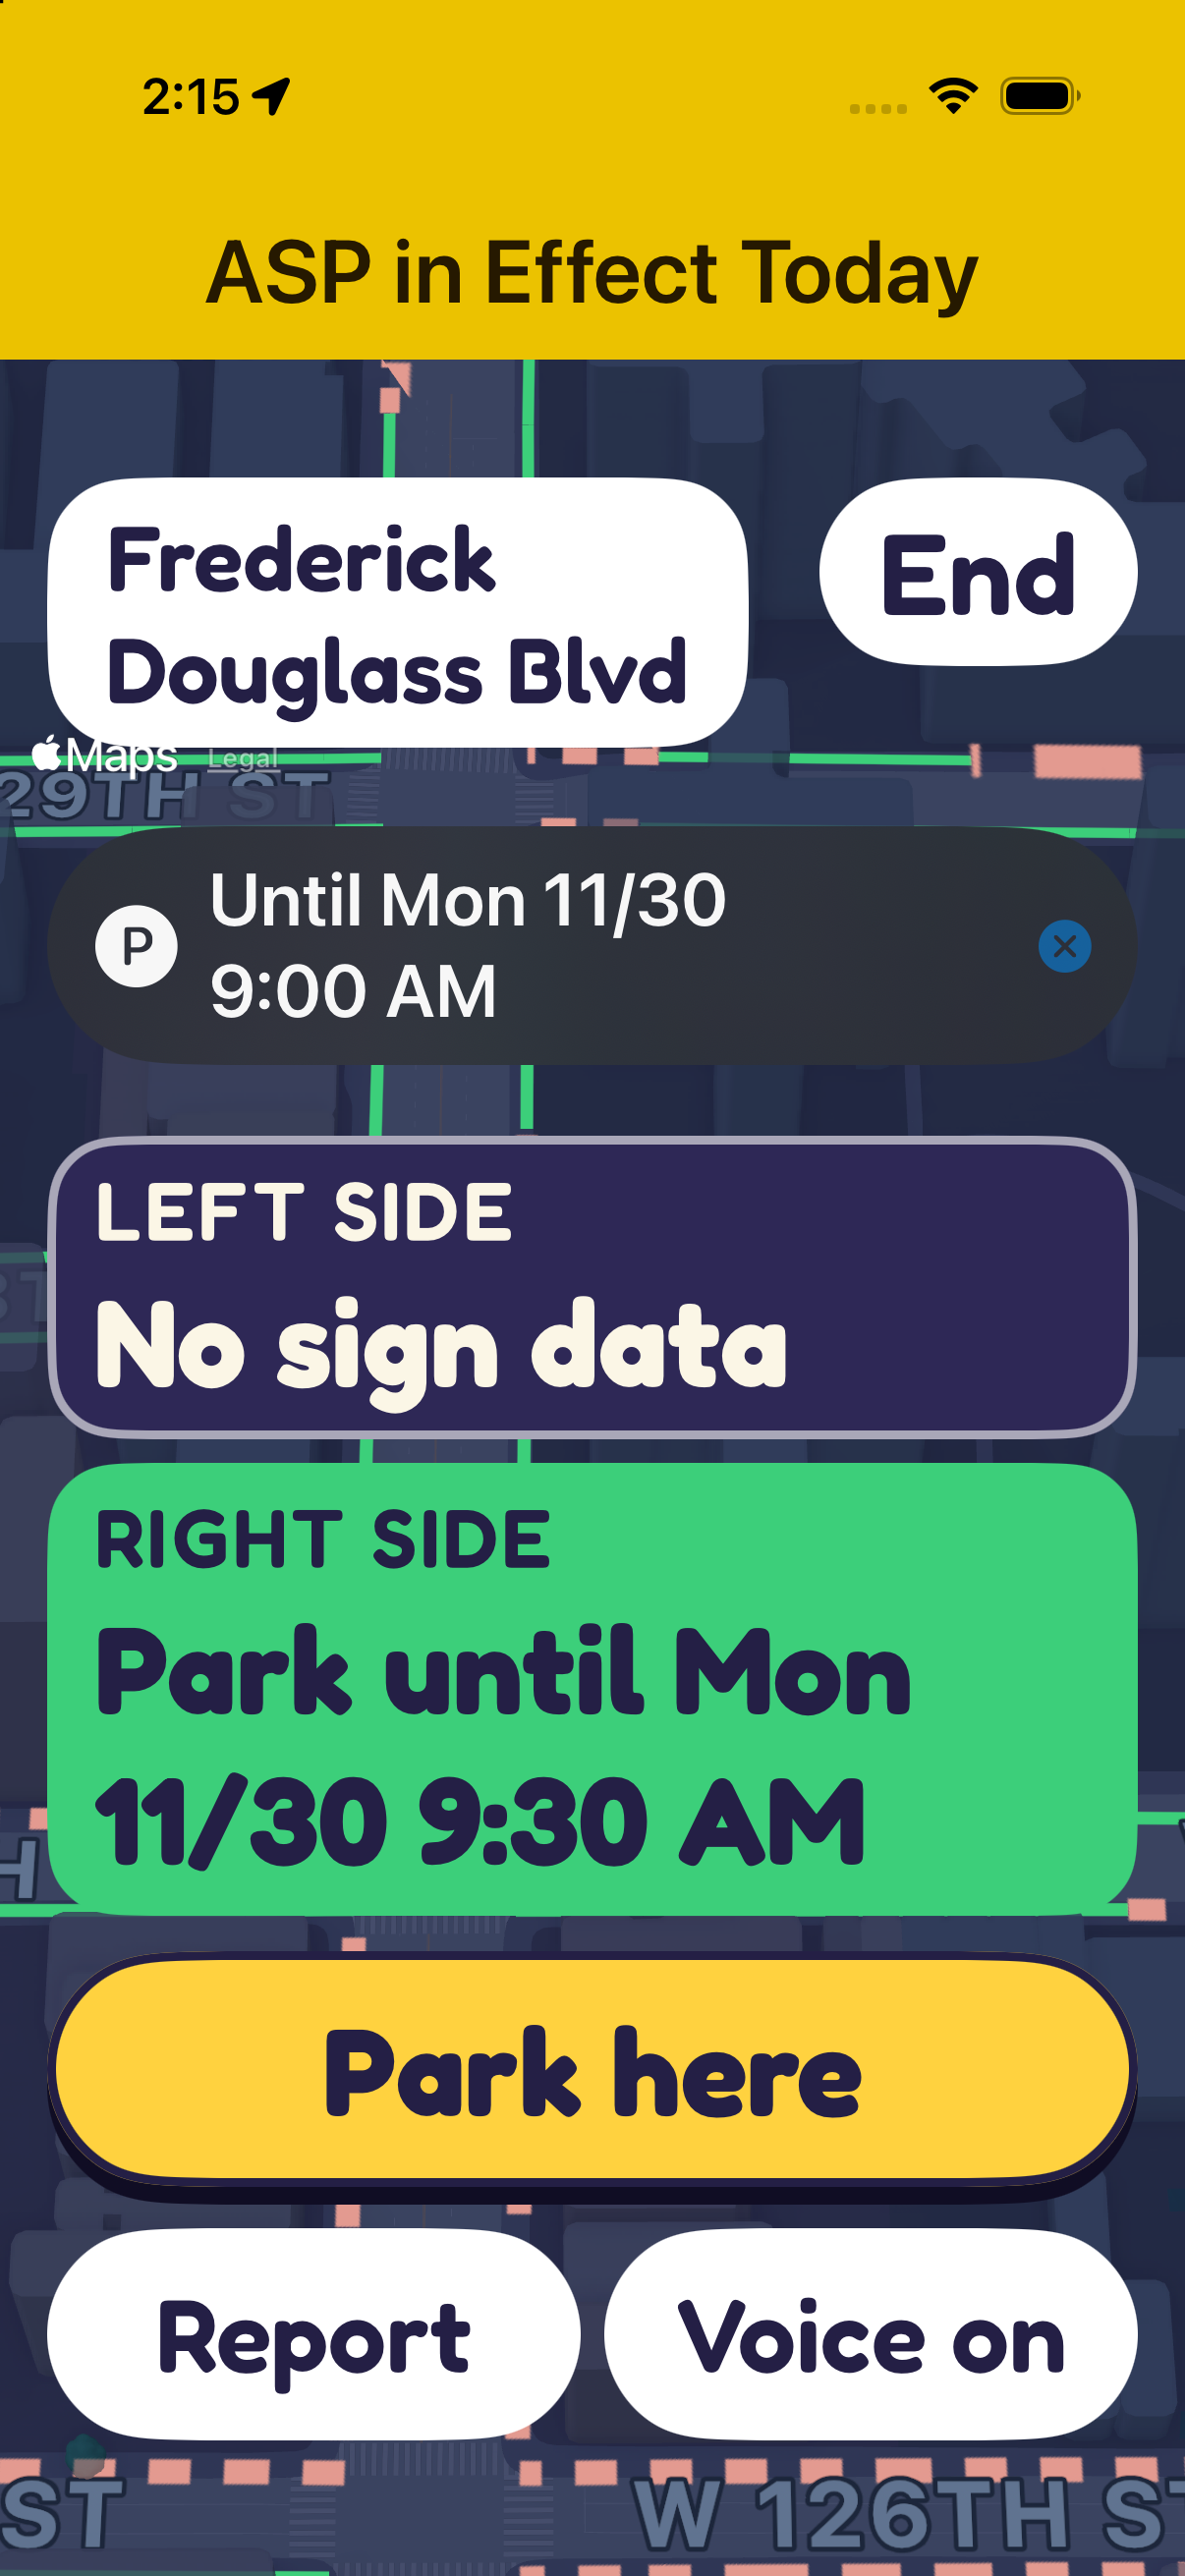 2:15
ASP in Effect Today
Frederick
Douglass Blvd
End
Maps Legal
29TH ST
P
Until Mon 11/30
9:00 AM
LEFT SIDE
No sign data
RIGHT SIDE
Park until Mon
11/30 9:30 AM
Park here
Report
Voice on
ST
W 126TH ST